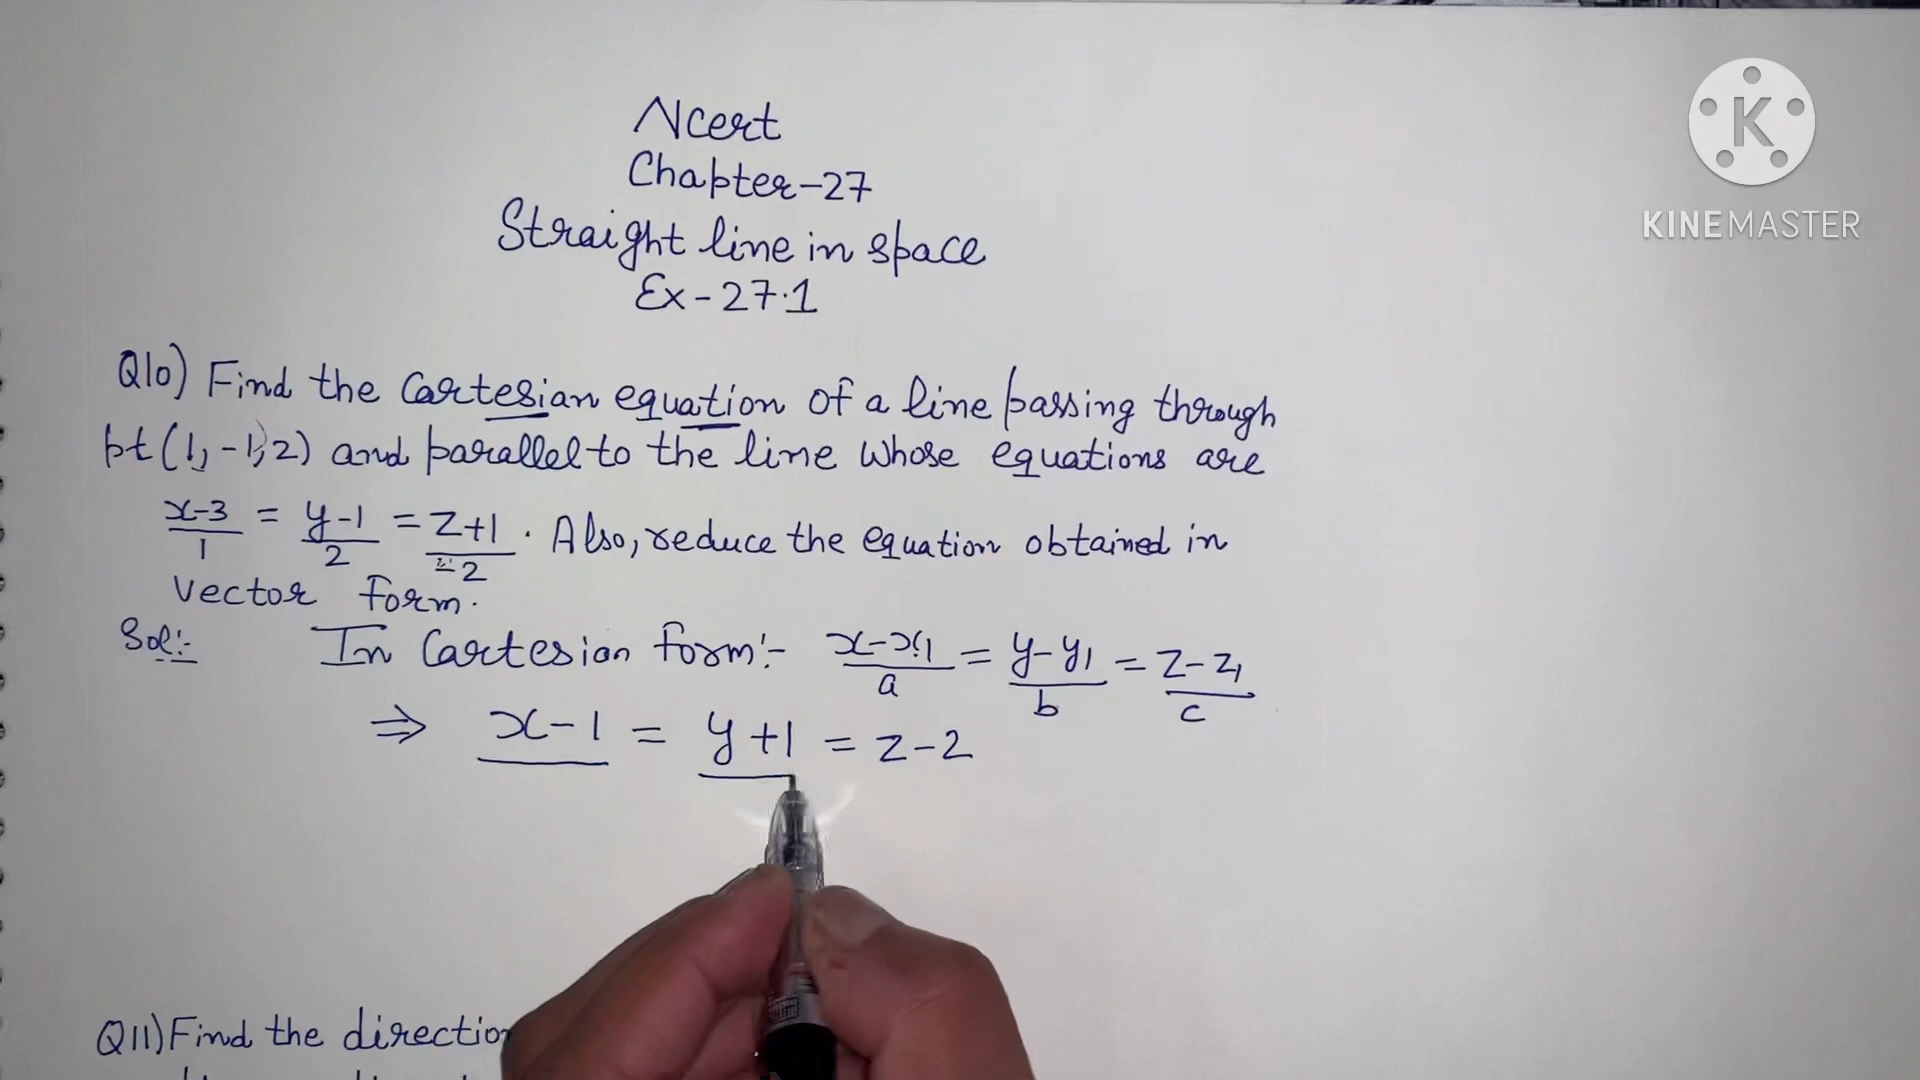 Ncert
Chapter-27
Straight line in space
Ex-27.1
Q10) Find the Cartesian equation of a line passing through
pt (1, -1, 2) and parallel to the line whose equations are
x-3/1 = y-1/2 = z+1/-2 . Also, reduce the equation obtained in
vector form.
Sol:- In Cartesian form:- x-x1/a = y-y1/b = z-z1/c
⇒ x-1 = y+1 = z-2
Q11) Find the direction
K
KINEMASTER